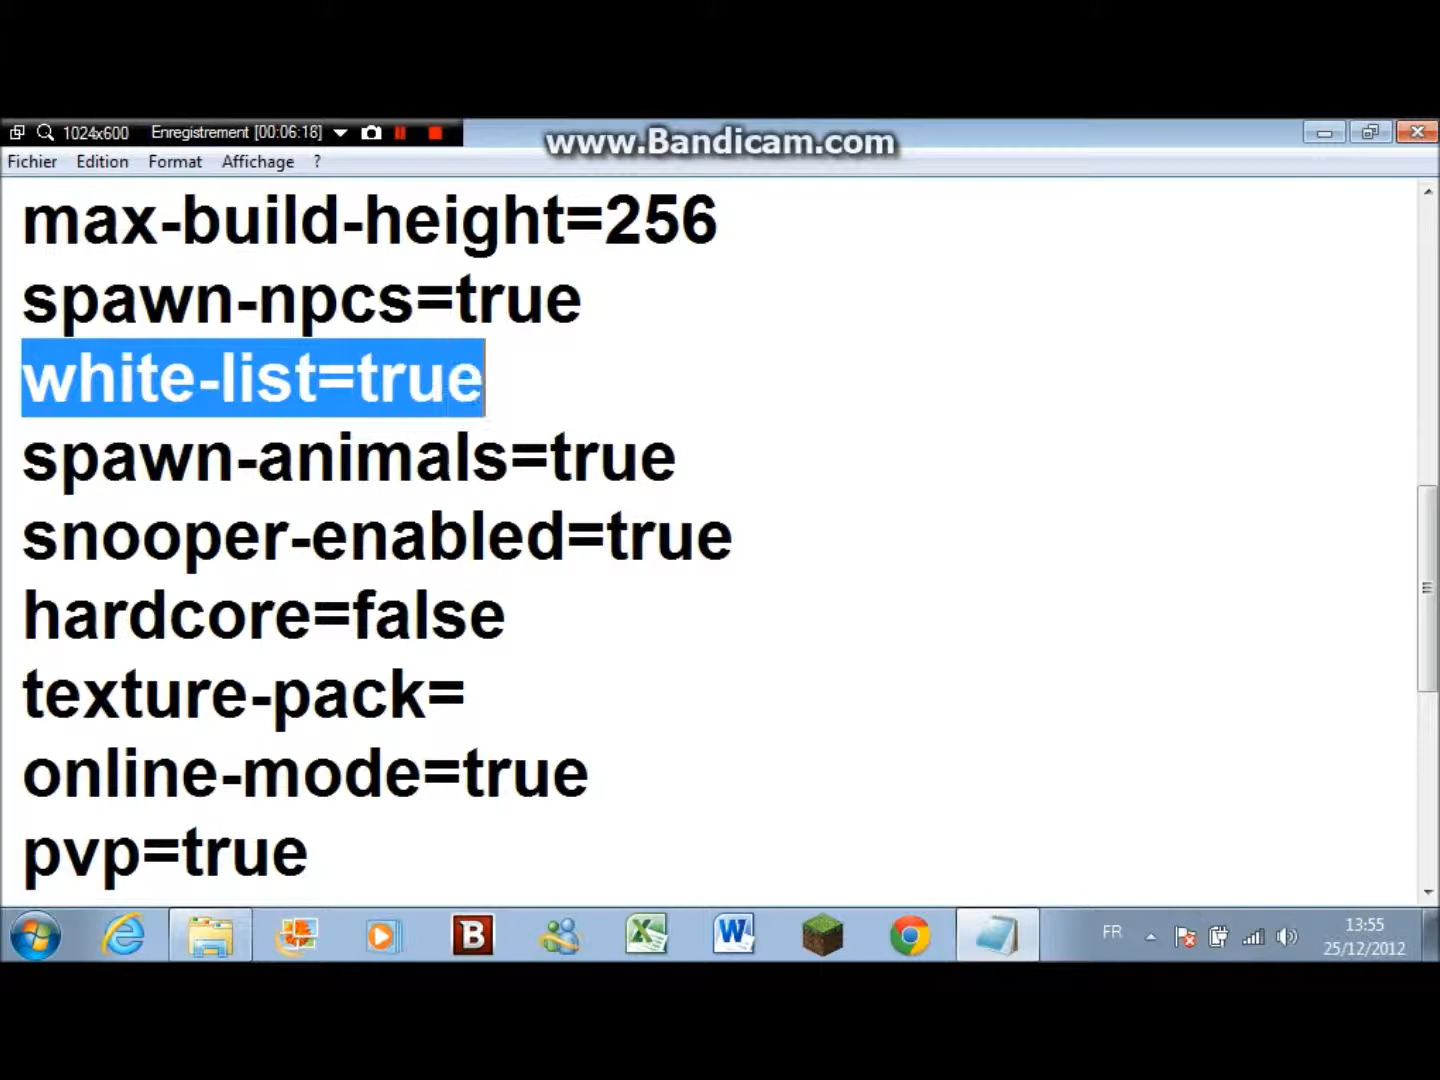 1024x600 Enregistrement [00:06:18]
www.Bandicam.com
Fichier Edition Format Affichage ?
max-build-height=256
spawn-npcs=true
white-list=true
spawn-animals=true
snooper-enabled=true
hardcore=false
texture-pack=
online-mode=true
pvp=true
FR
13:55
25/12/2012